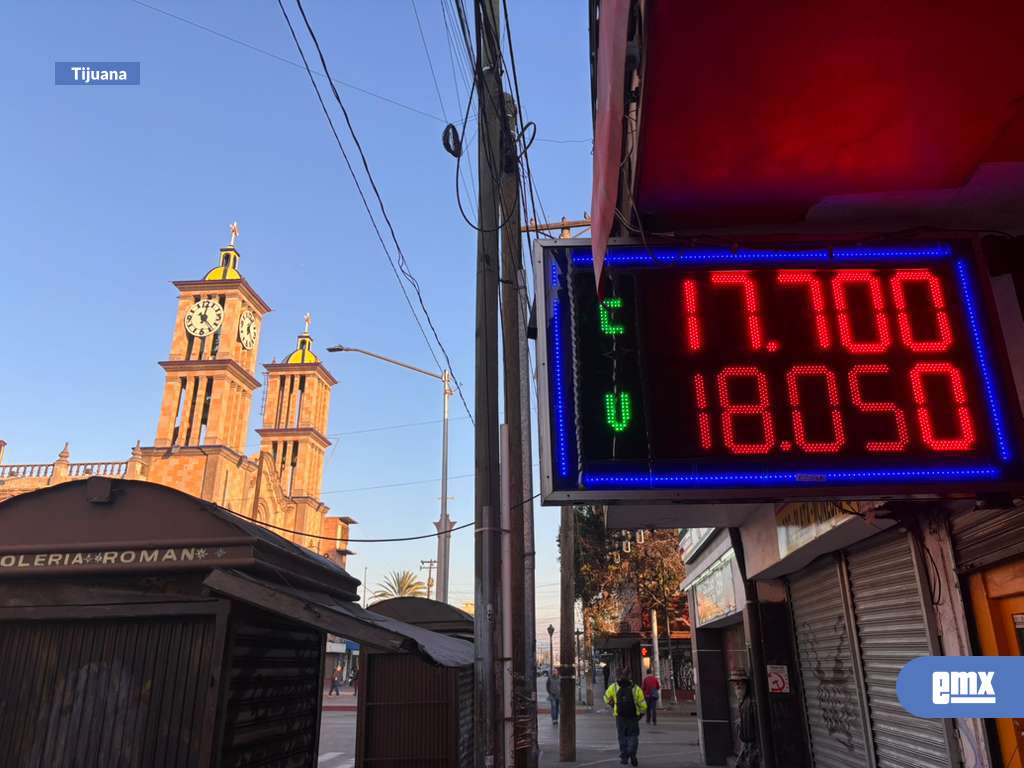 Tijuana
C 17.700
V 18.050
OLERIA ROMAN
emx